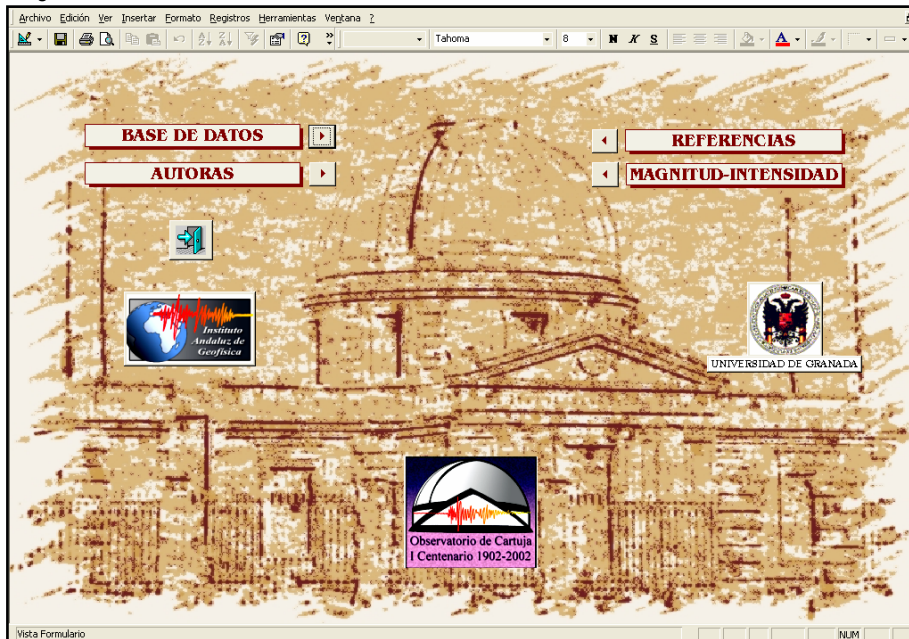 Archivo Edición Ver Insertar Formato Registros Herramientas Ventana ?
Tahoma 8 N K S
BASE DE DATOS
REFERENCIAS
AUTORAS
MAGNITUD-INTENSIDAD
Instituto
Andaluz de
Geofísica
UNIVERSIDAD DE GRANADA
Observatorio de Cartuja
I Centenario 1902-2002
Vista Formulario NUM